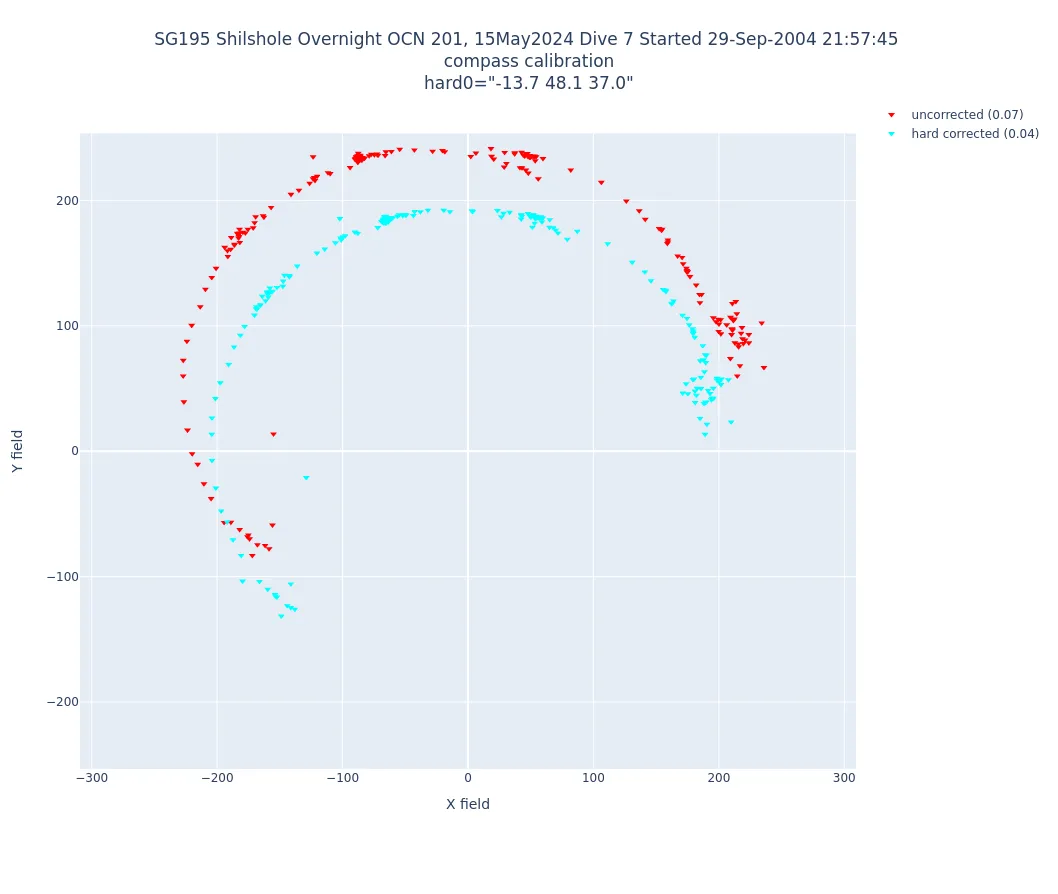 SG195 Shilshole Overnight OCN 201, 15May2024 Dive 7 Started 29-Sep-2004 21:57:45
compass calibration
hard0="-13.7 48.1 37.0"
uncorrected (0.07)
hard corrected (0.04)
200
100
0
−100
−200
Y field
−300
−200
−100
0
100
200
300
X field